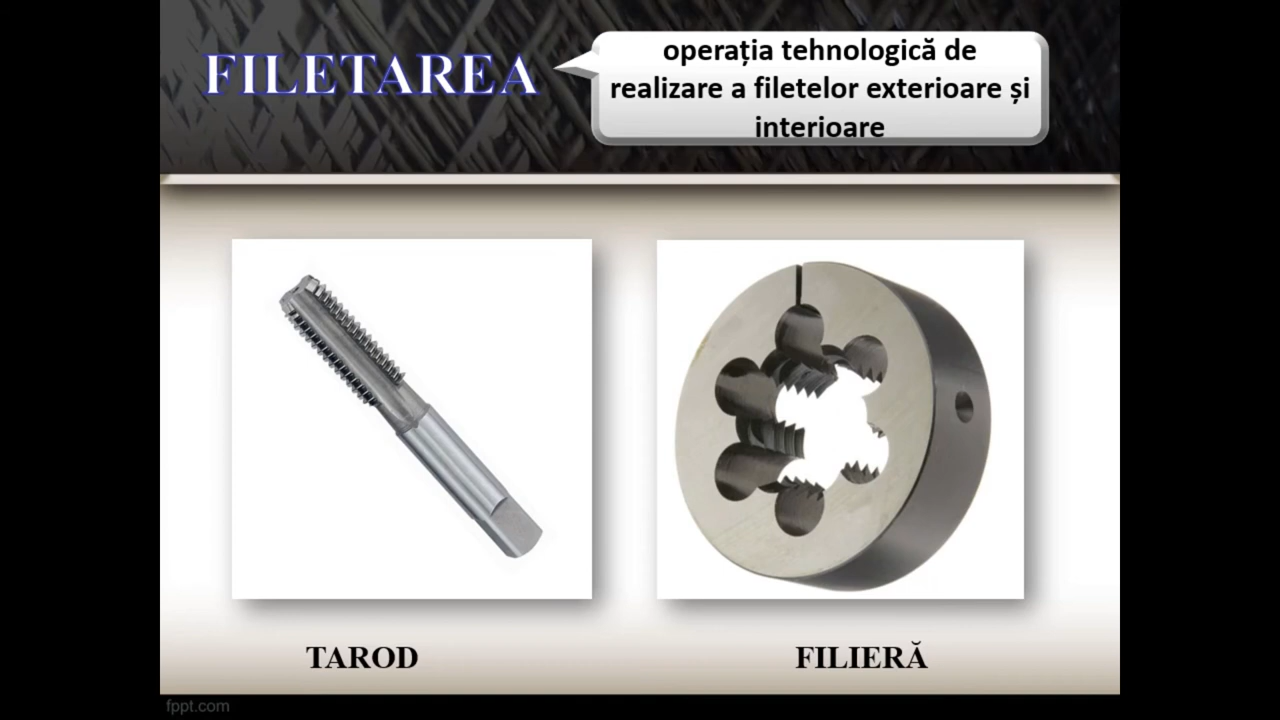 FILETAREA
operația tehnologică de
realizare a filetelor exterioare și
interioare
TAROD
FILIERĂ
fppt.com